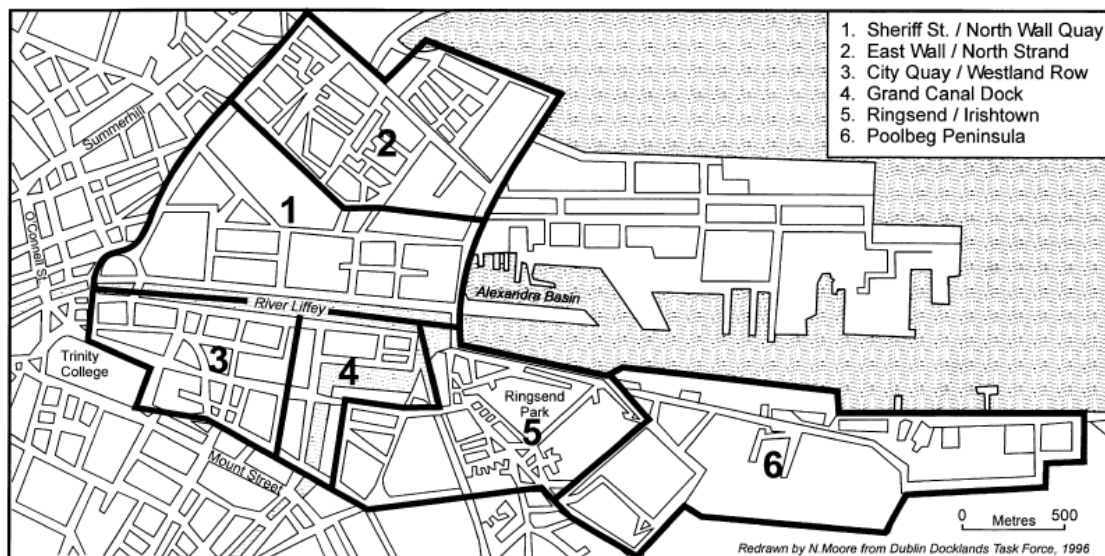 1. Sheriff St. / North Wall Quay
2. East Wall / North Strand
3. City Quay / Westland Row
4. Grand Canal Dock
5. Ringsend / Irishtown
6. Poolbeg Peninsula
Summerhill
2
1
O'Connell St.
Alexandra Basin
River Liffey
Trinity
College
3
4
Ringsend
Park
5
Mount Street
6
0 Metres 500
Redrawn by N.Moore from Dublin Docklands Task Force, 1996